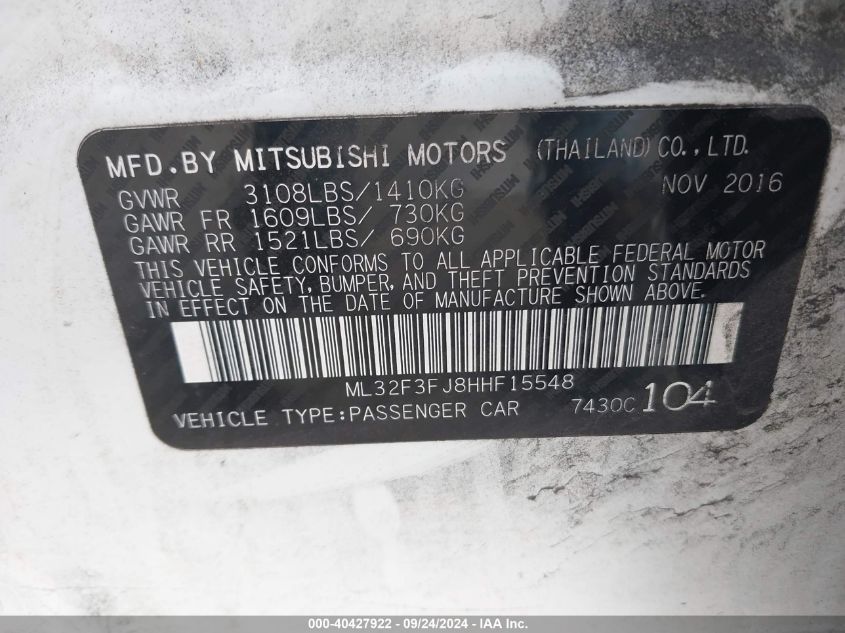 MFD.BY MITSUBISHI MOTORS (THAILAND) CO.,LTD.
GVWR 3108LBS/1410KG NOV 2016
GAWR FR 1609LBS/ 730KG
GAWR RR 1521LBS/ 690KG
THIS VEHICLE CONFORMS TO ALL APPLICABLE FEDERAL MOTOR
VEHICLE SAFETY, BUMPER, AND THEFT PREVENTION STANDARDS
IN EFFECT ON THE DATE OF MANUFACTURE SHOWN ABOVE.
ML32F3FJ8HHF15548
VEHICLE TYPE:PASSENGER CAR 7430C 104
000-40427922 - 09/24/2024 - IAA Inc.